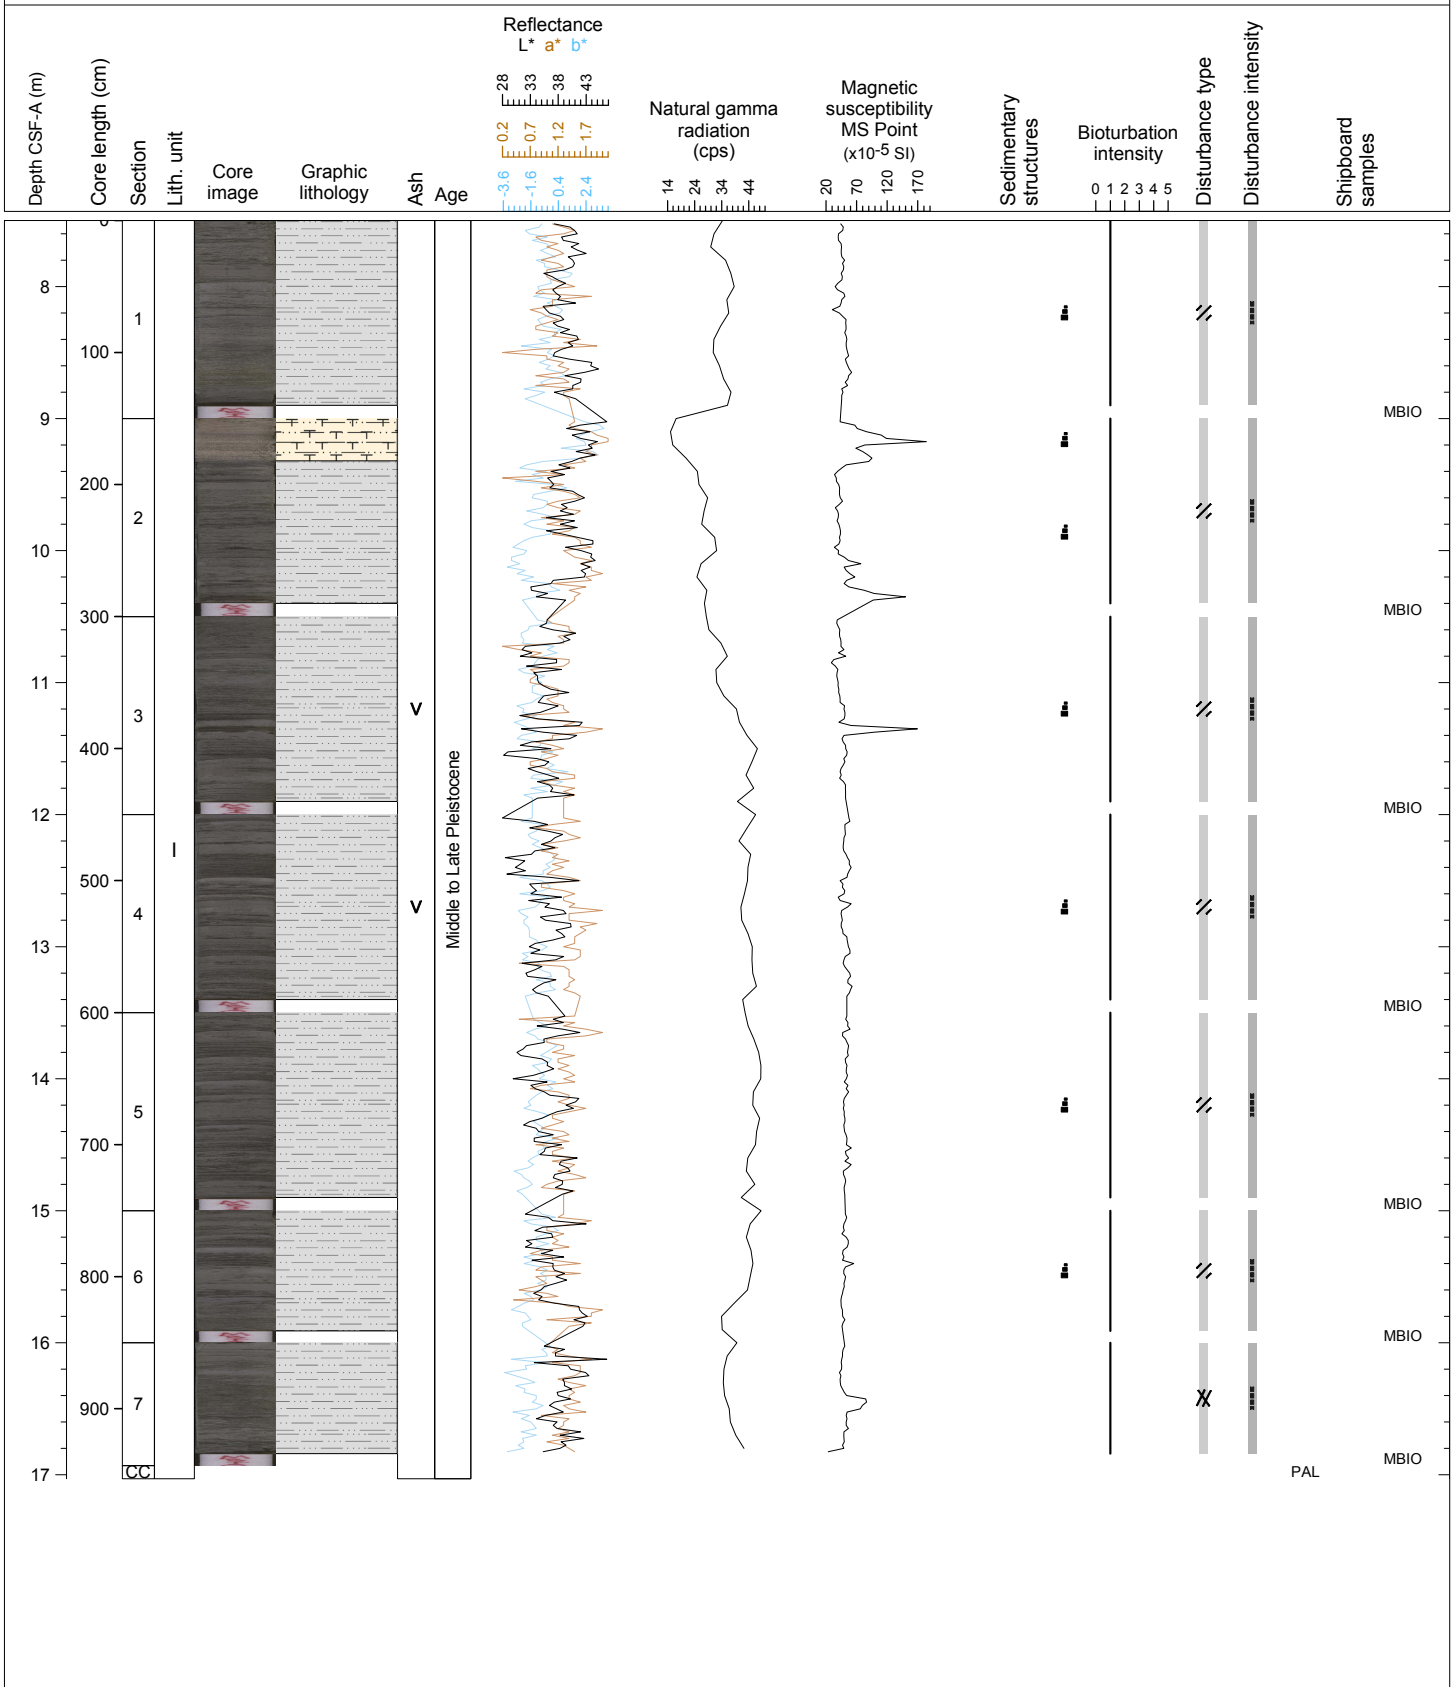 Depth CSF-A (m)
Core length (cm)
Section
Lith. unit
Core
image
Graphic
lithology
Ash
Age
Reflectance
L* a* b*
28 33 38 43
0.2 0.7 1.2 1.7
-3.6 -1.6 0.4 2.4
Natural gamma
radiation
(cps)
14 24 34 44
Magnetic
susceptibility
MS Point
(x10-5 SI)
20 70 120 170
Sedimentary
structures
Bioturbation
intensity
0 1 2 3 4 5
Disturbance type
Disturbance intensity
Shipboard
samples
8
1
100
9
MBIO
200
2
10
MBIO
300
11
3
V
400
12
MBIO
I
Middle to Late Pleistocene
500
4
V
13
MBIO
600
14
5
700
15
MBIO
6
800
16
MBIO
7
900
MBIO
17
CC
PAL